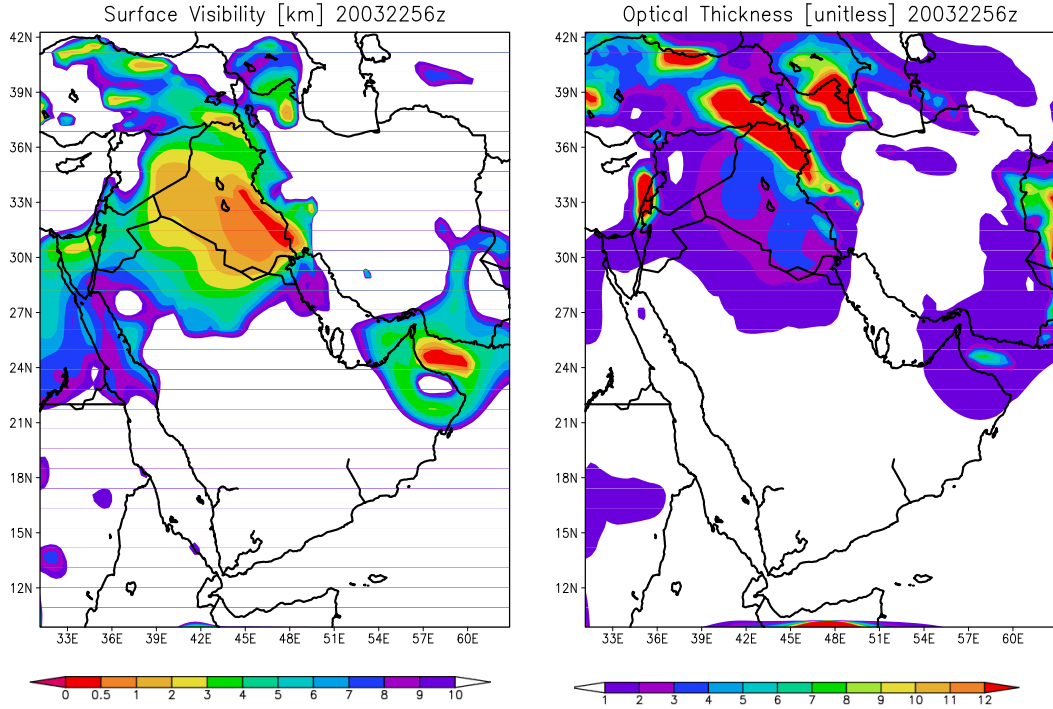 Surface Visibility [km] 20032256z
Optical Thickness [unitless] 20032256z
42N
39N
36N
33N
30N
27N
24N
21N
18N
15N
12N
33E 36E 39E 42E 45E 48E 51E 54E 57E 60E
42N
39N
36N
33N
30N
27N
24N
21N
18N
15N
12N
33E 36E 39E 42E 45E 48E 51E 54E 57E 60E
0 0.5 1 2 3 4 5 6 7 8 9 10
1 2 3 4 5 6 7 8 9 10 11 12